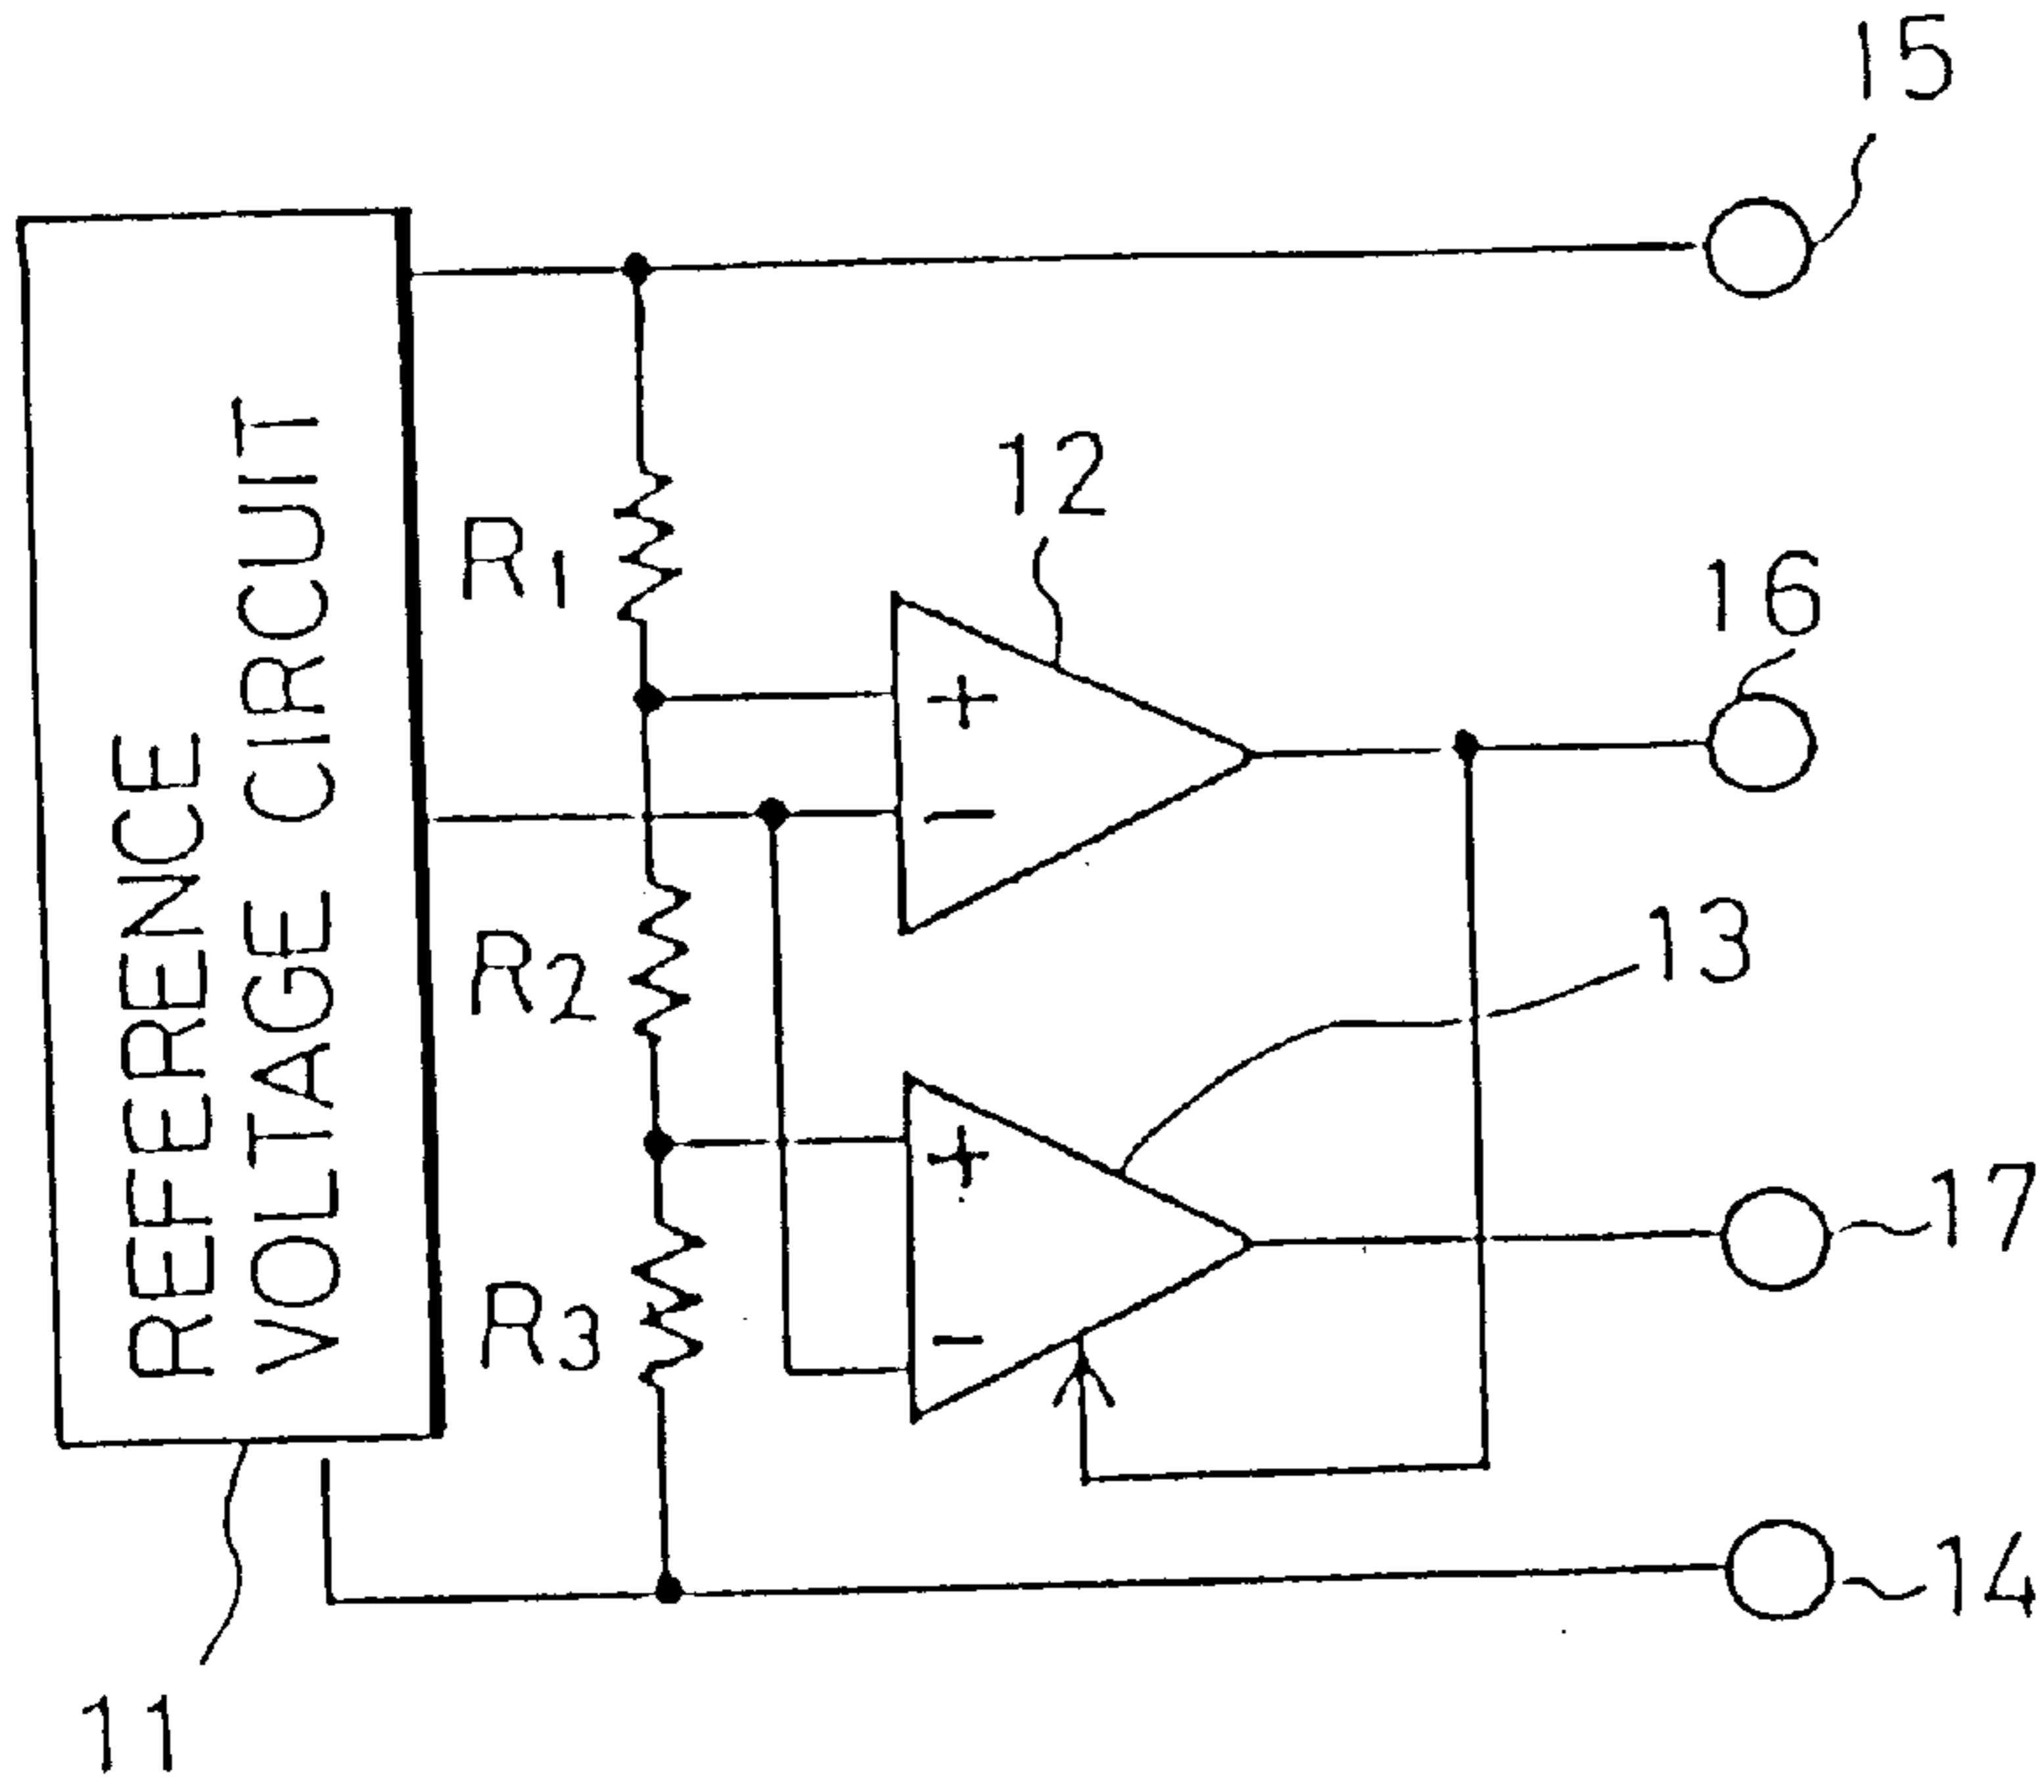 15
REFERENCE
VOLTAGE CIRCUIT
R1
12
+
−
16
R2
13
+
−
17
R3
14
11